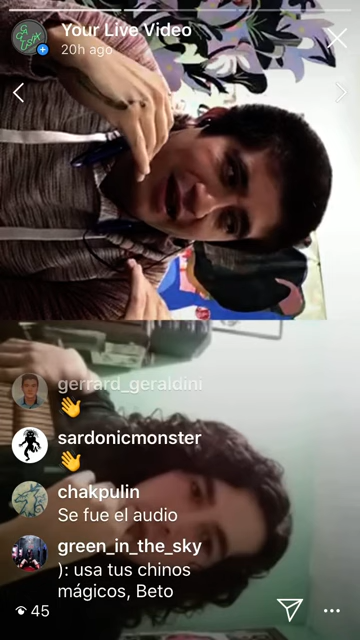 Your Live Video
20h ago
gerrard_geraldini
👋
sardonicmonster
👋
chakpulin
Se fue el audio
green_in_the_sky
): usa tus chinos
mágicos, Beto
45